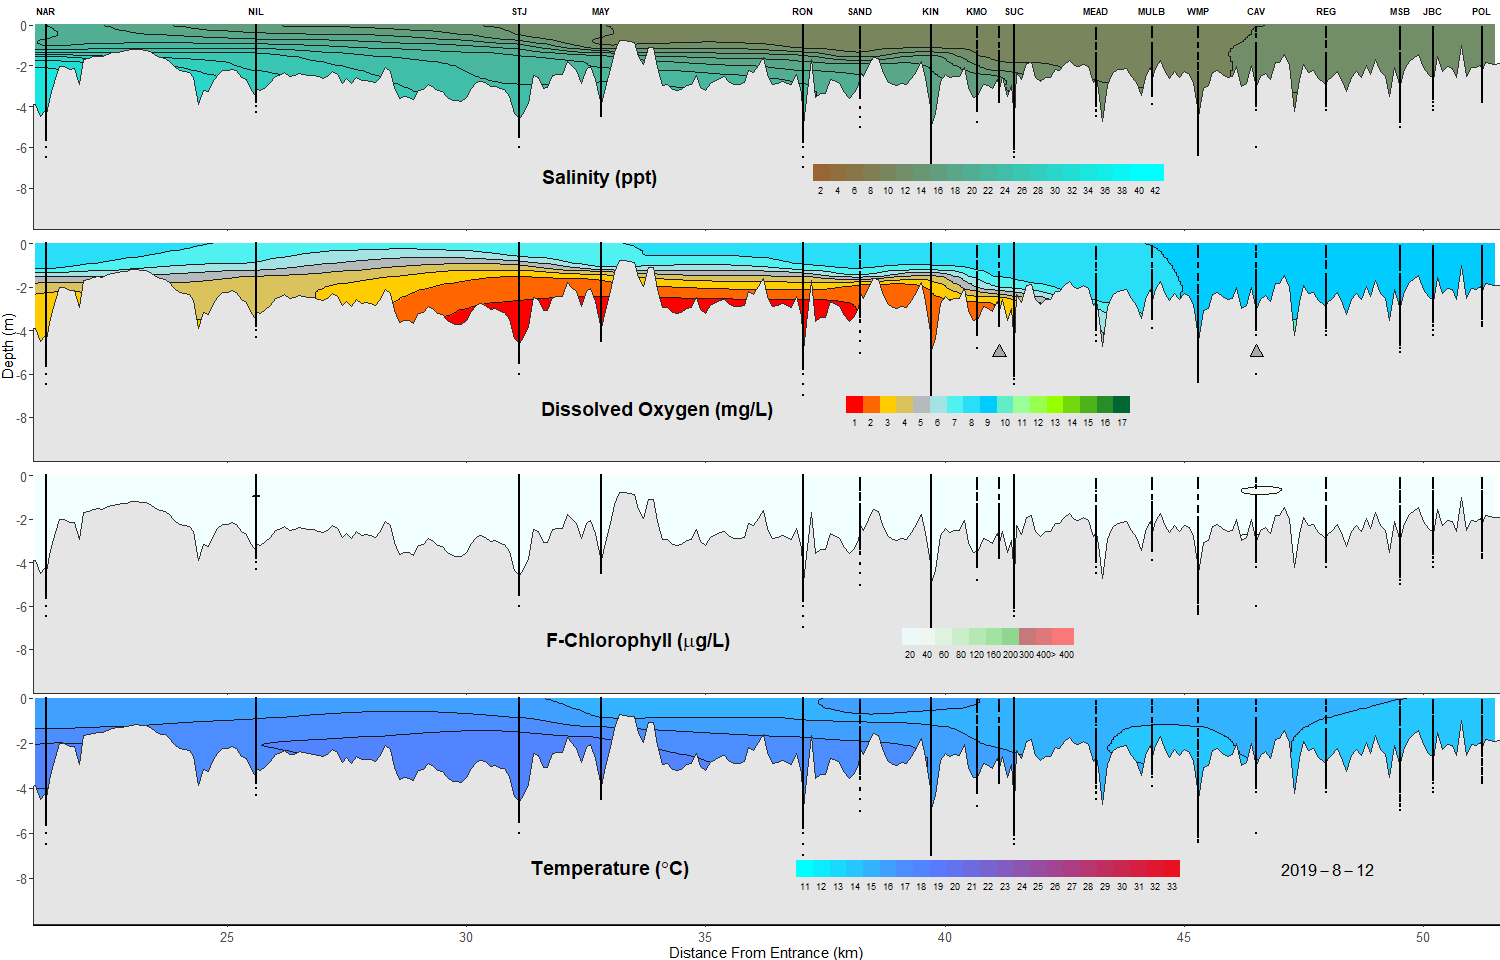 NAR NIL STJ MAY RON SAND KIN KMO SUC MEAD MULB WMP CAV REG MSB JBC POL
0
-2
-4
-6
-8
Salinity (ppt)
2 4 6 8 10 12 14 16 18 20 22 24 26 28 30 32 34 36 38 40 42
0
-2
-4
-6
-8
Depth (m)
Dissolved Oxygen (mg/L)
1 2 3 4 5 6 7 8 9 10 11 12 13 14 15 16 17
0
-2
-4
-6
-8
F-Chlorophyll (μg/L)
20 40 60 80 120 160 200 300 400> 400
0
-2
-4
-6
-8
Temperature (°C)
11 12 13 14 15 16 17 18 19 20 21 22 23 24 25 26 27 28 29 30 31 32 33
2019 – 8 – 12
25 30 35 40 45 50
Distance From Entrance (km)